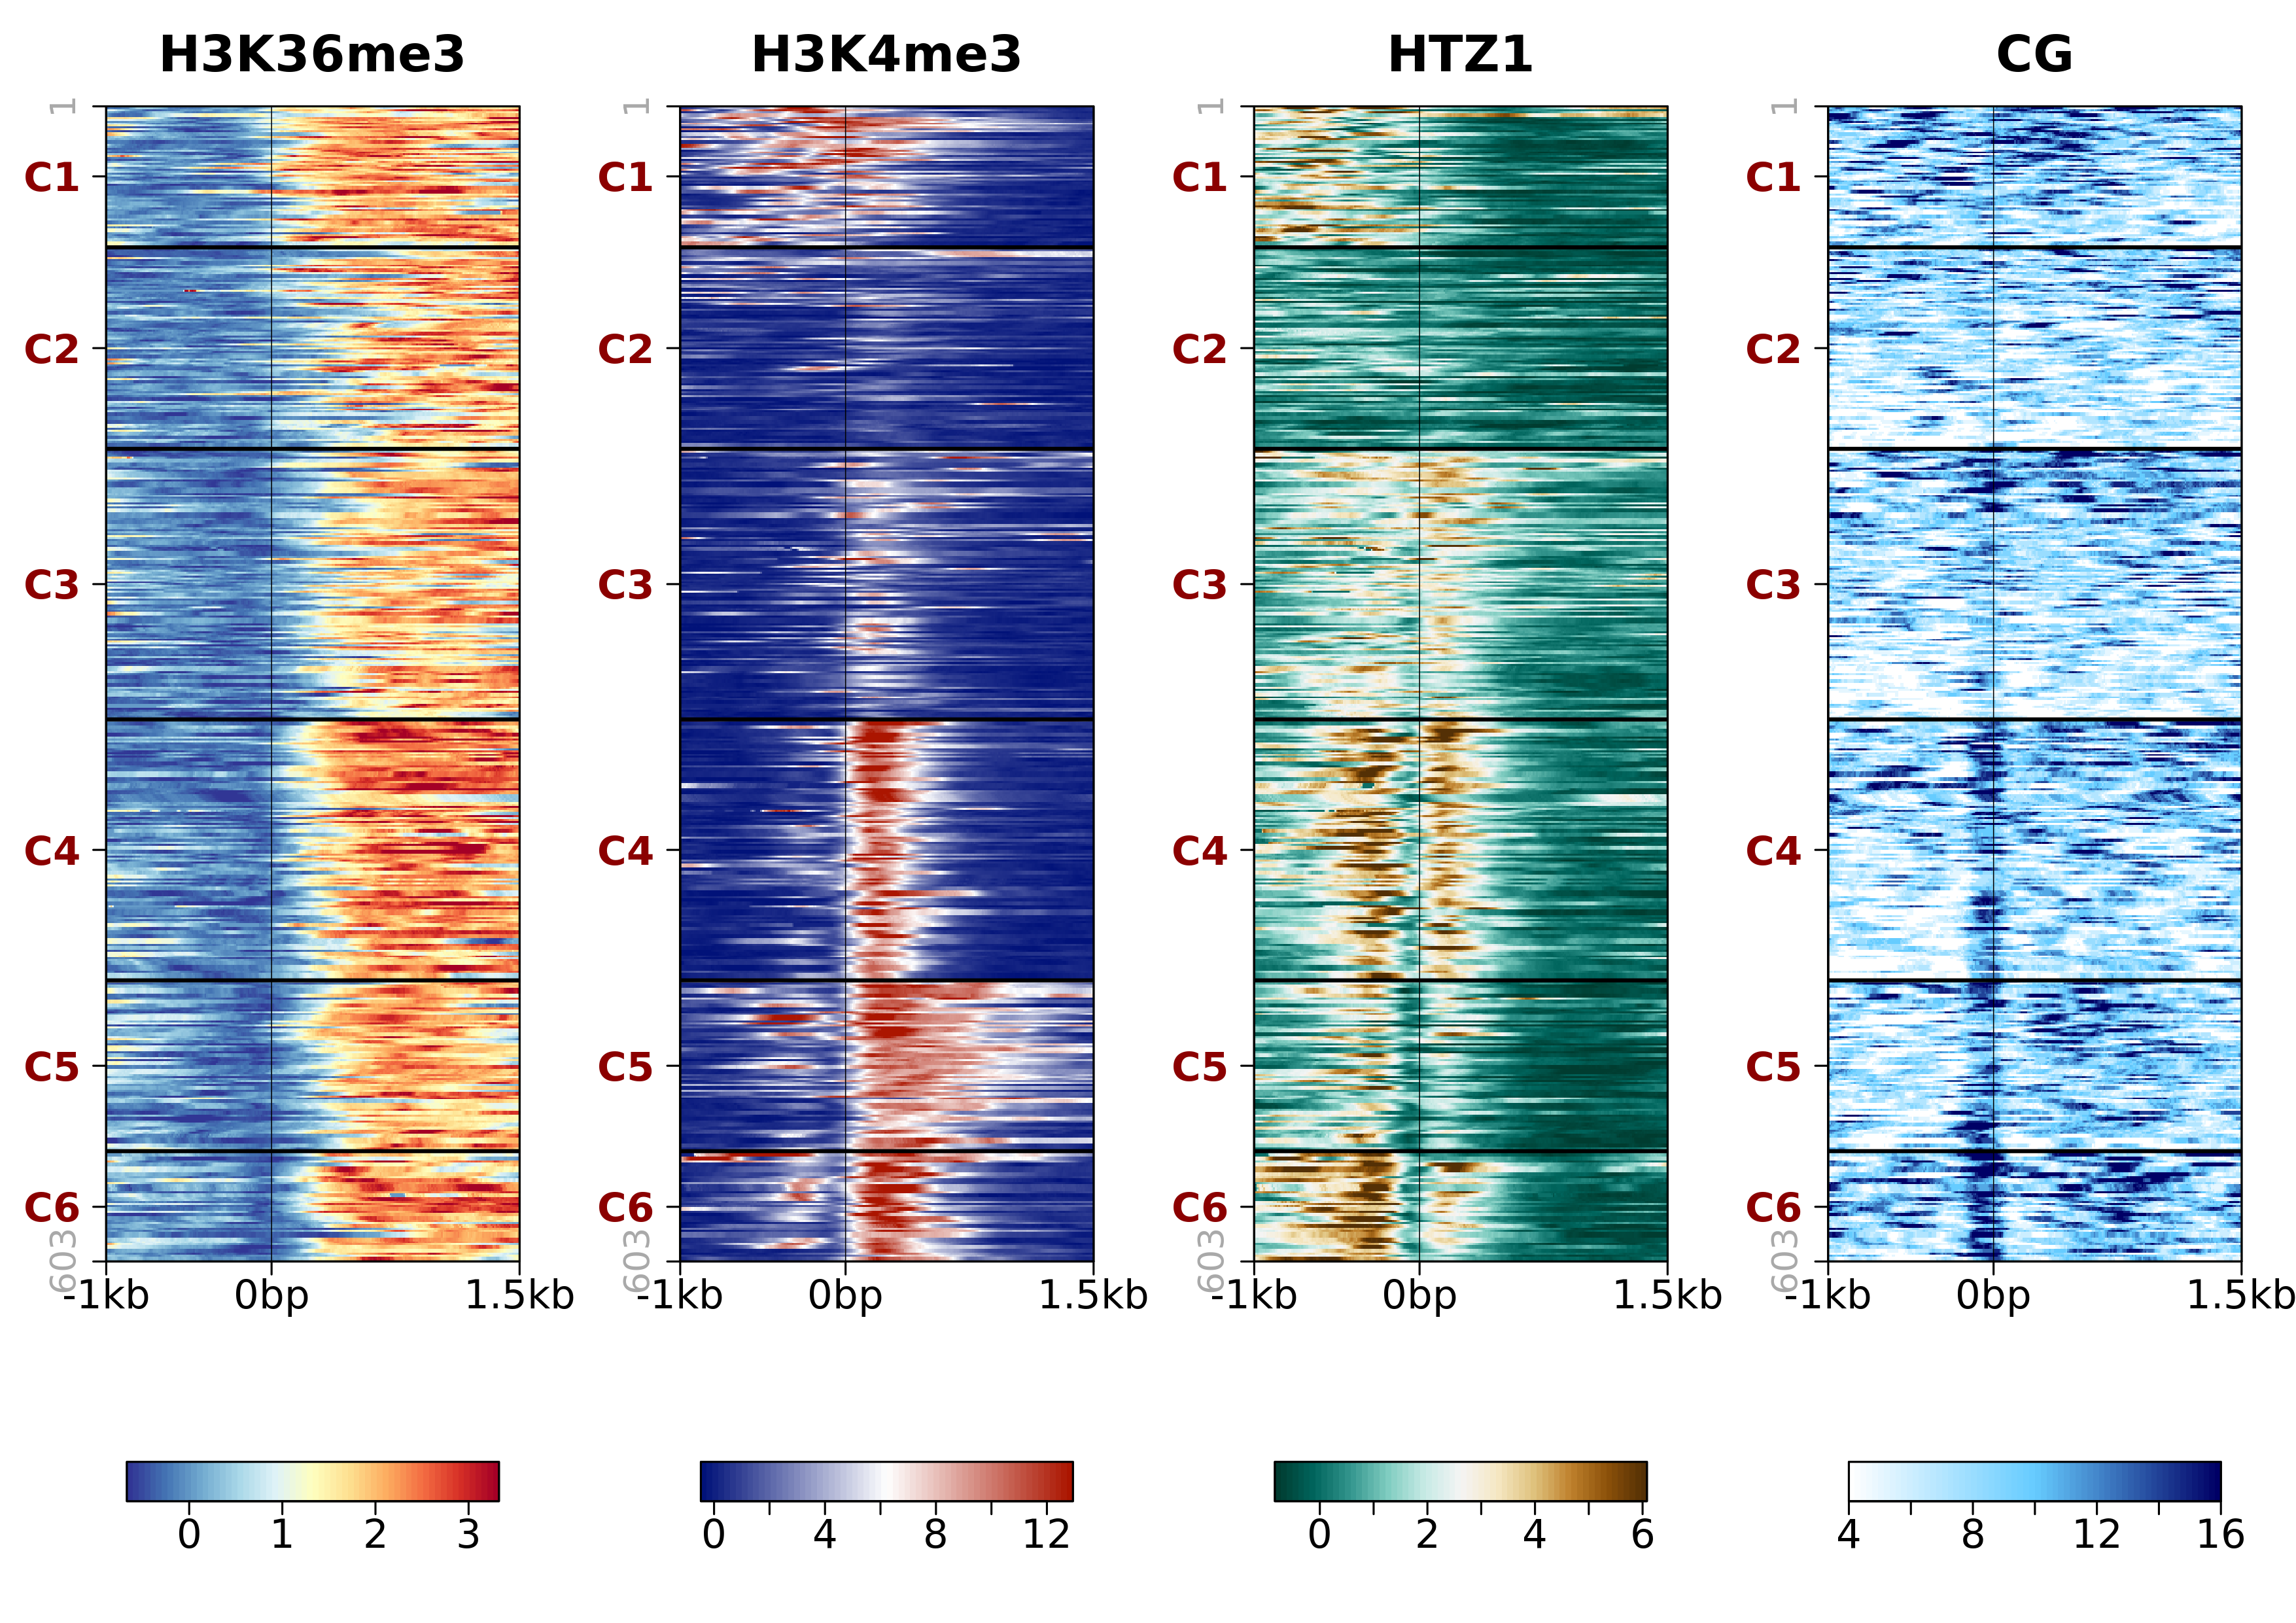 H3K36me3 H3K4me3 HTZ1 CG
1 1 1 1
C1 C1 C1 C1
C2 C2 C2 C2
C3 C3 C3 C3
C4 C4 C4 C4
C5 C5 C5 C5
C6 C6 C6 C6
603 603 603 603
-1kb 0bp 1.5kb -1kb 0bp 1.5kb -1kb 0bp 1.5kb -1kb 0bp 1.5kb
0 1 2 3 0 4 8 12 0 2 4 6 4 8 12 16